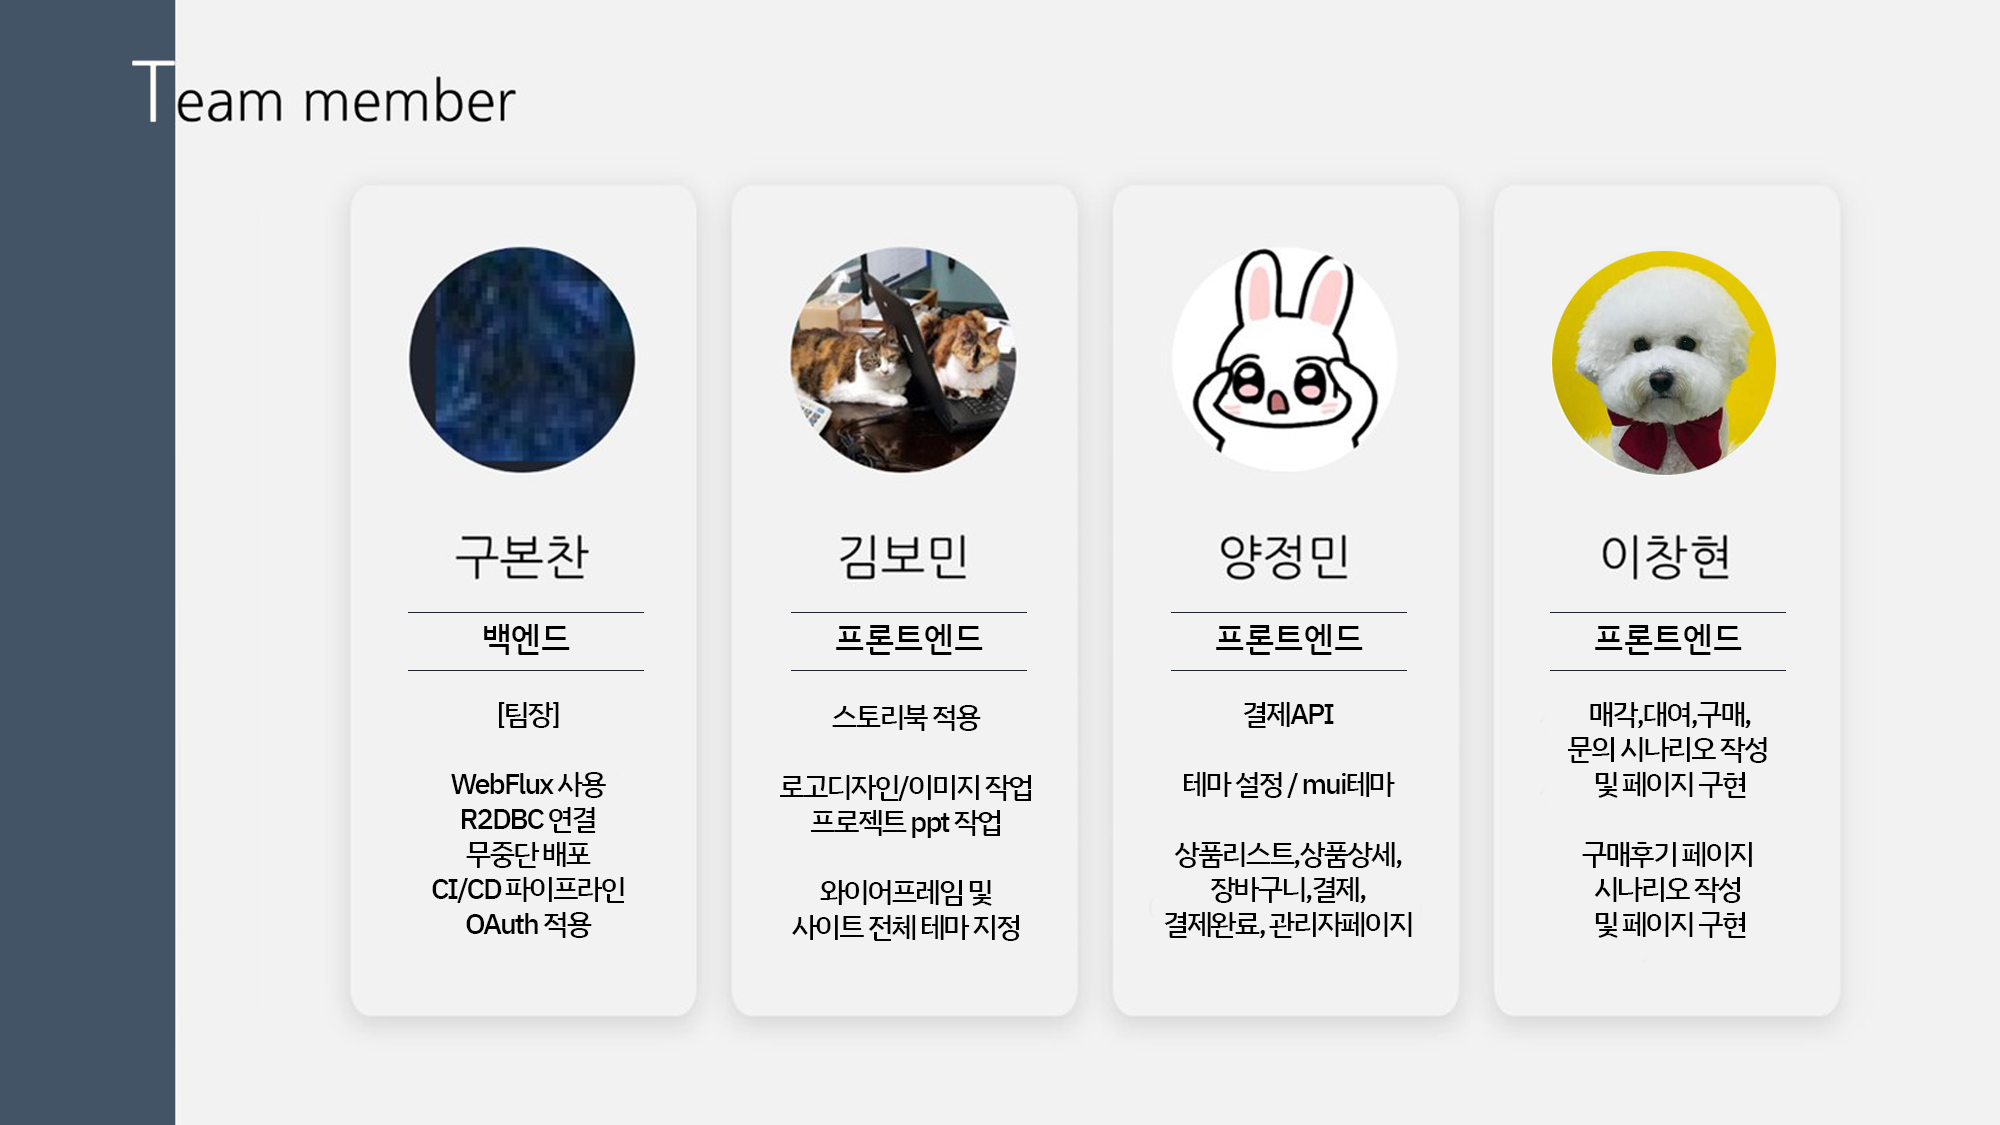 Team member
구본찬
백엔드
[팀장]
WebFlux 사용
R2DBC 연결
무중단 배포
CI/CD 파이프라인
OAuth 적용
김보민
프론트엔드
스토리북 적용
로고디자인/이미지 작업
프로젝트 ppt 작업
와이어프레임 및
사이트 전체 테마 지정
양정민
프론트엔드
결제API
테마 설정 / mui테마
상품리스트,상품상세,
장바구니,결제,
결제완료, 관리자페이지
이창현
프론트엔드
매각,대여,구매,
문의 시나리오 작성
및 페이지 구현
구매후기 페이지
시나리오 작성
및 페이지 구현